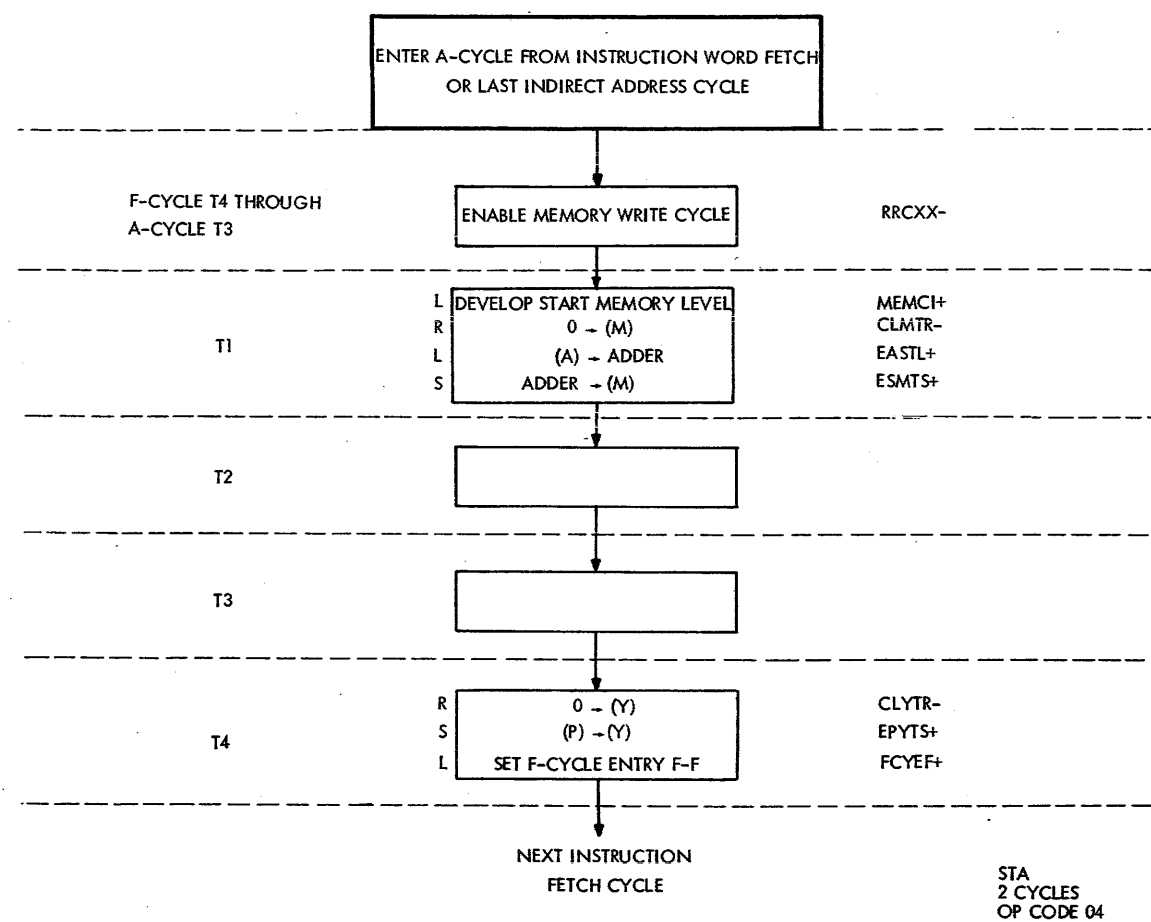 ENTER A-CYCLE FROM INSTRUCTION WORD FETCH
OR LAST INDIRECT ADDRESS CYCLE
F-CYCLE T4 THROUGH
A-CYCLE T3
ENABLE MEMORY WRITE CYCLE
RRCXX-
T1
L DEVELOP START MEMORY LEVEL MEMCI+
R 0 → (M) CLMTR-
L (A) → ADDER EASTL+
S ADDER → (M) ESMTS+
T2
T3
T4
R 0 → (Y) CLYTR-
S (P) → (Y) EPYTS+
L SET F-CYCLE ENTRY F-F FCYEF+
NEXT INSTRUCTION
FETCH CYCLE
STA
2 CYCLES
OP CODE 04